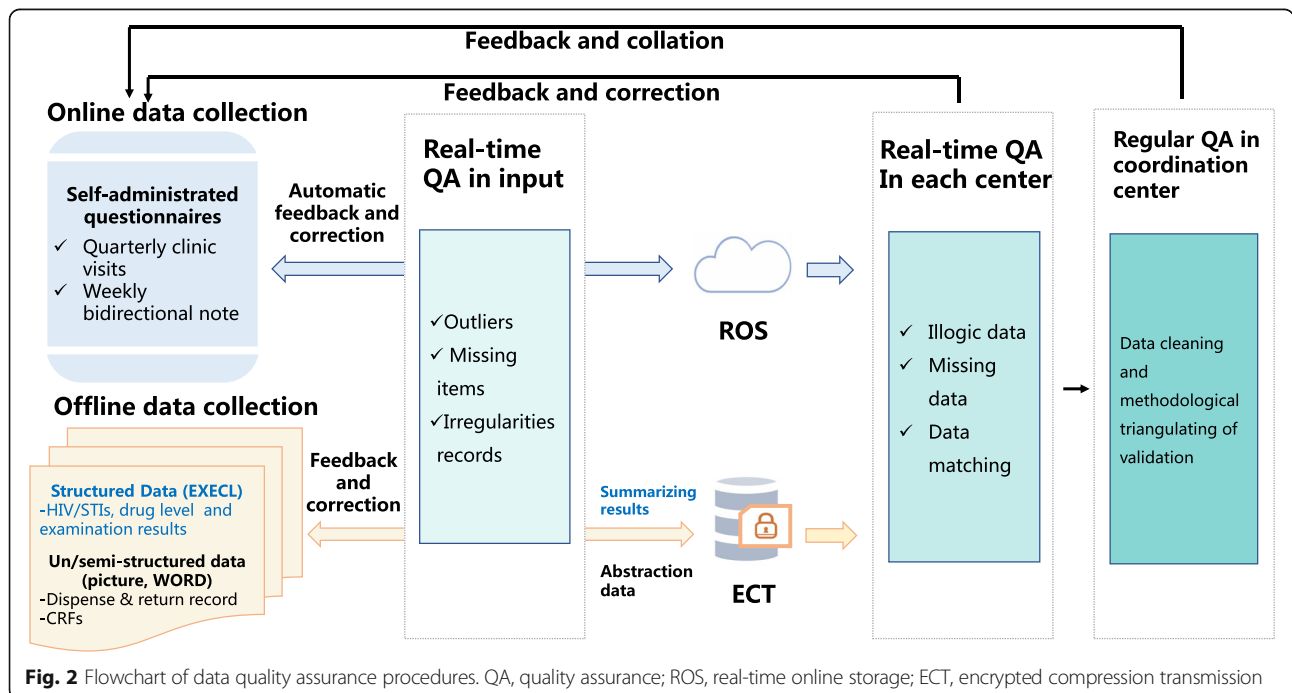 Feedback and collation
Feedback and correction
Online data collection
Self-administrated
questionnaires
✓ Quarterly clinic
visits
✓ Weekly
bidirectional note
Automatic
feedback and
correction
Offline data collection
Structured Data (EXECL)
-HIV/STIs, drug level and
examination results
Un/semi-structured data
(picture, WORD)
-Dispense & return record
-CRFs
Feedback
and
correction
Real-time
QA in input
✓Outliers
✓ Missing
items
✓Irregularities
records
ROS
Summarizing
results
Abstraction
data
ECT
Real-time QA
In each center
✓ Illogic data
✓ Missing
data
✓ Data
matching
Regular QA in
coordination
center
Data cleaning
and
methodological
triangulating of
validation
Fig. 2 Flowchart of data quality assurance procedures. QA, quality assurance; ROS, real-time online storage; ECT, encrypted compression transmission